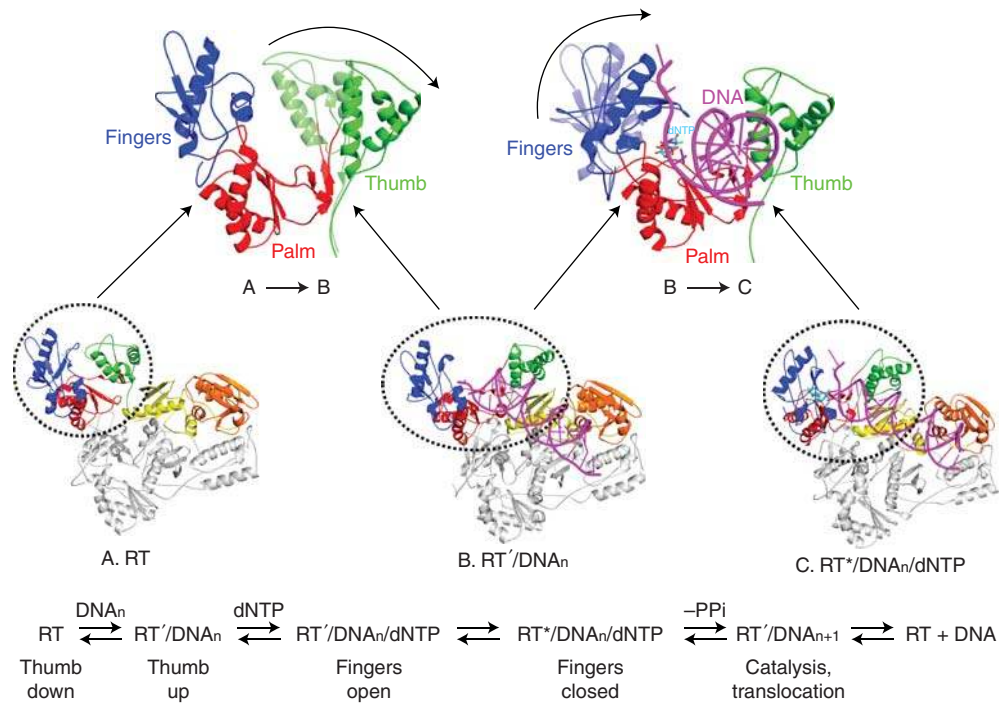 Fingers
Thumb
Palm
A → B
DNA
dNTP
Fingers
Thumb
Palm
B → C
A. RT
B. RT′/DNAn
C. RT*/DNAn/dNTP
DNAn dNTP –PPi
RT ⇌ RT′/DNAn ⇌ RT′/DNAn/dNTP ⇌ RT*/DNAn/dNTP ⇌ RT′/DNAn+1 ⇌ RT + DNA
Thumb Thumb Fingers Fingers Catalysis,
down up open closed translocation